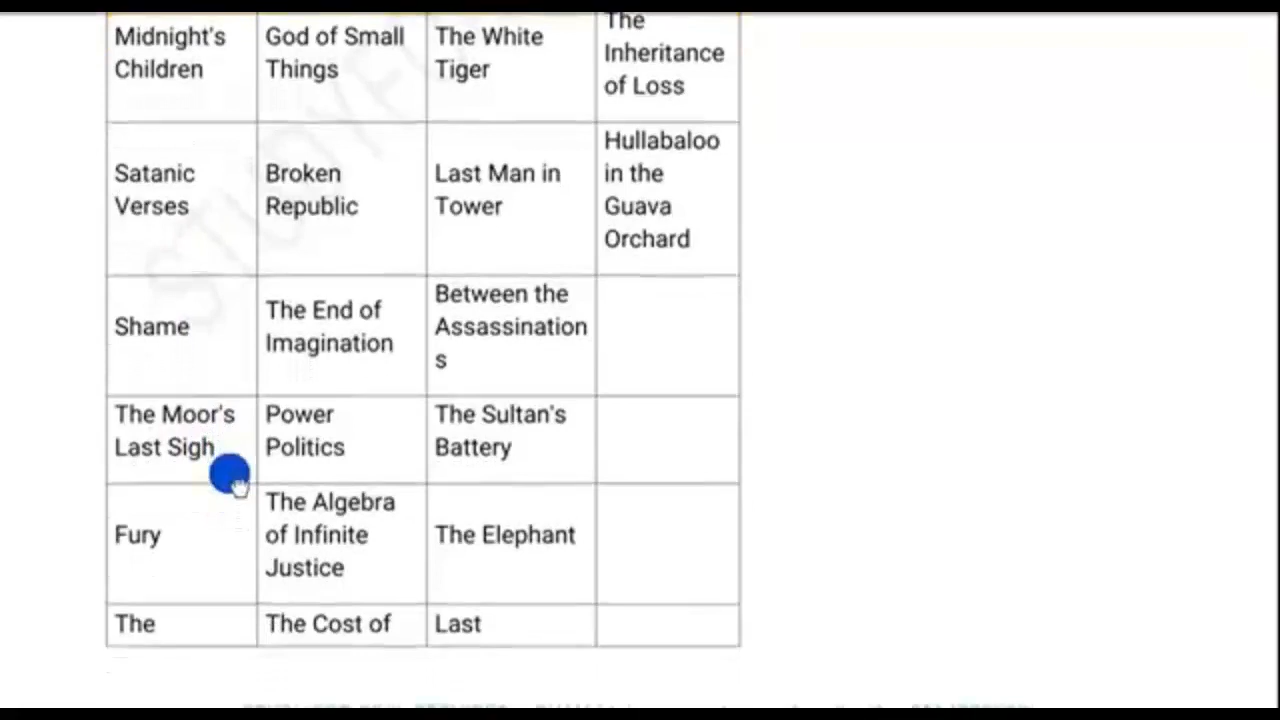 Midnight's
Children
God of Small
Things
The White
Tiger
The
Inheritance
of Loss
Satanic
Verses
Broken
Republic
Last Man in
Tower
Hullabaloo
in the
Guava
Orchard
Shame
The End of
Imagination
Between the
Assassination
s
The Moor's
Last Sigh
Power
Politics
The Sultan's
Battery
Fury
The Algebra
of Infinite
Justice
The Elephant
The
The Cost of
Last